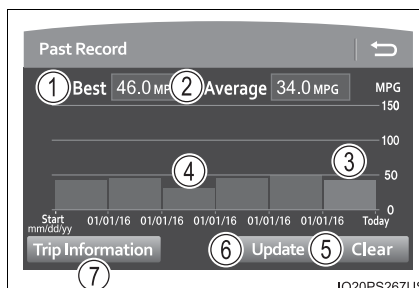 Past Record
1 Best 46.0 MP 2 Average 34.0 MPG MPG
150
100
3
4
50
0
Start 01/01/16 01/01/16 01/01/16 01/01/16 01/01/16 Today
mm/dd/yy
Trip Information 6 Update 5 Clear
7
IO20PS267US